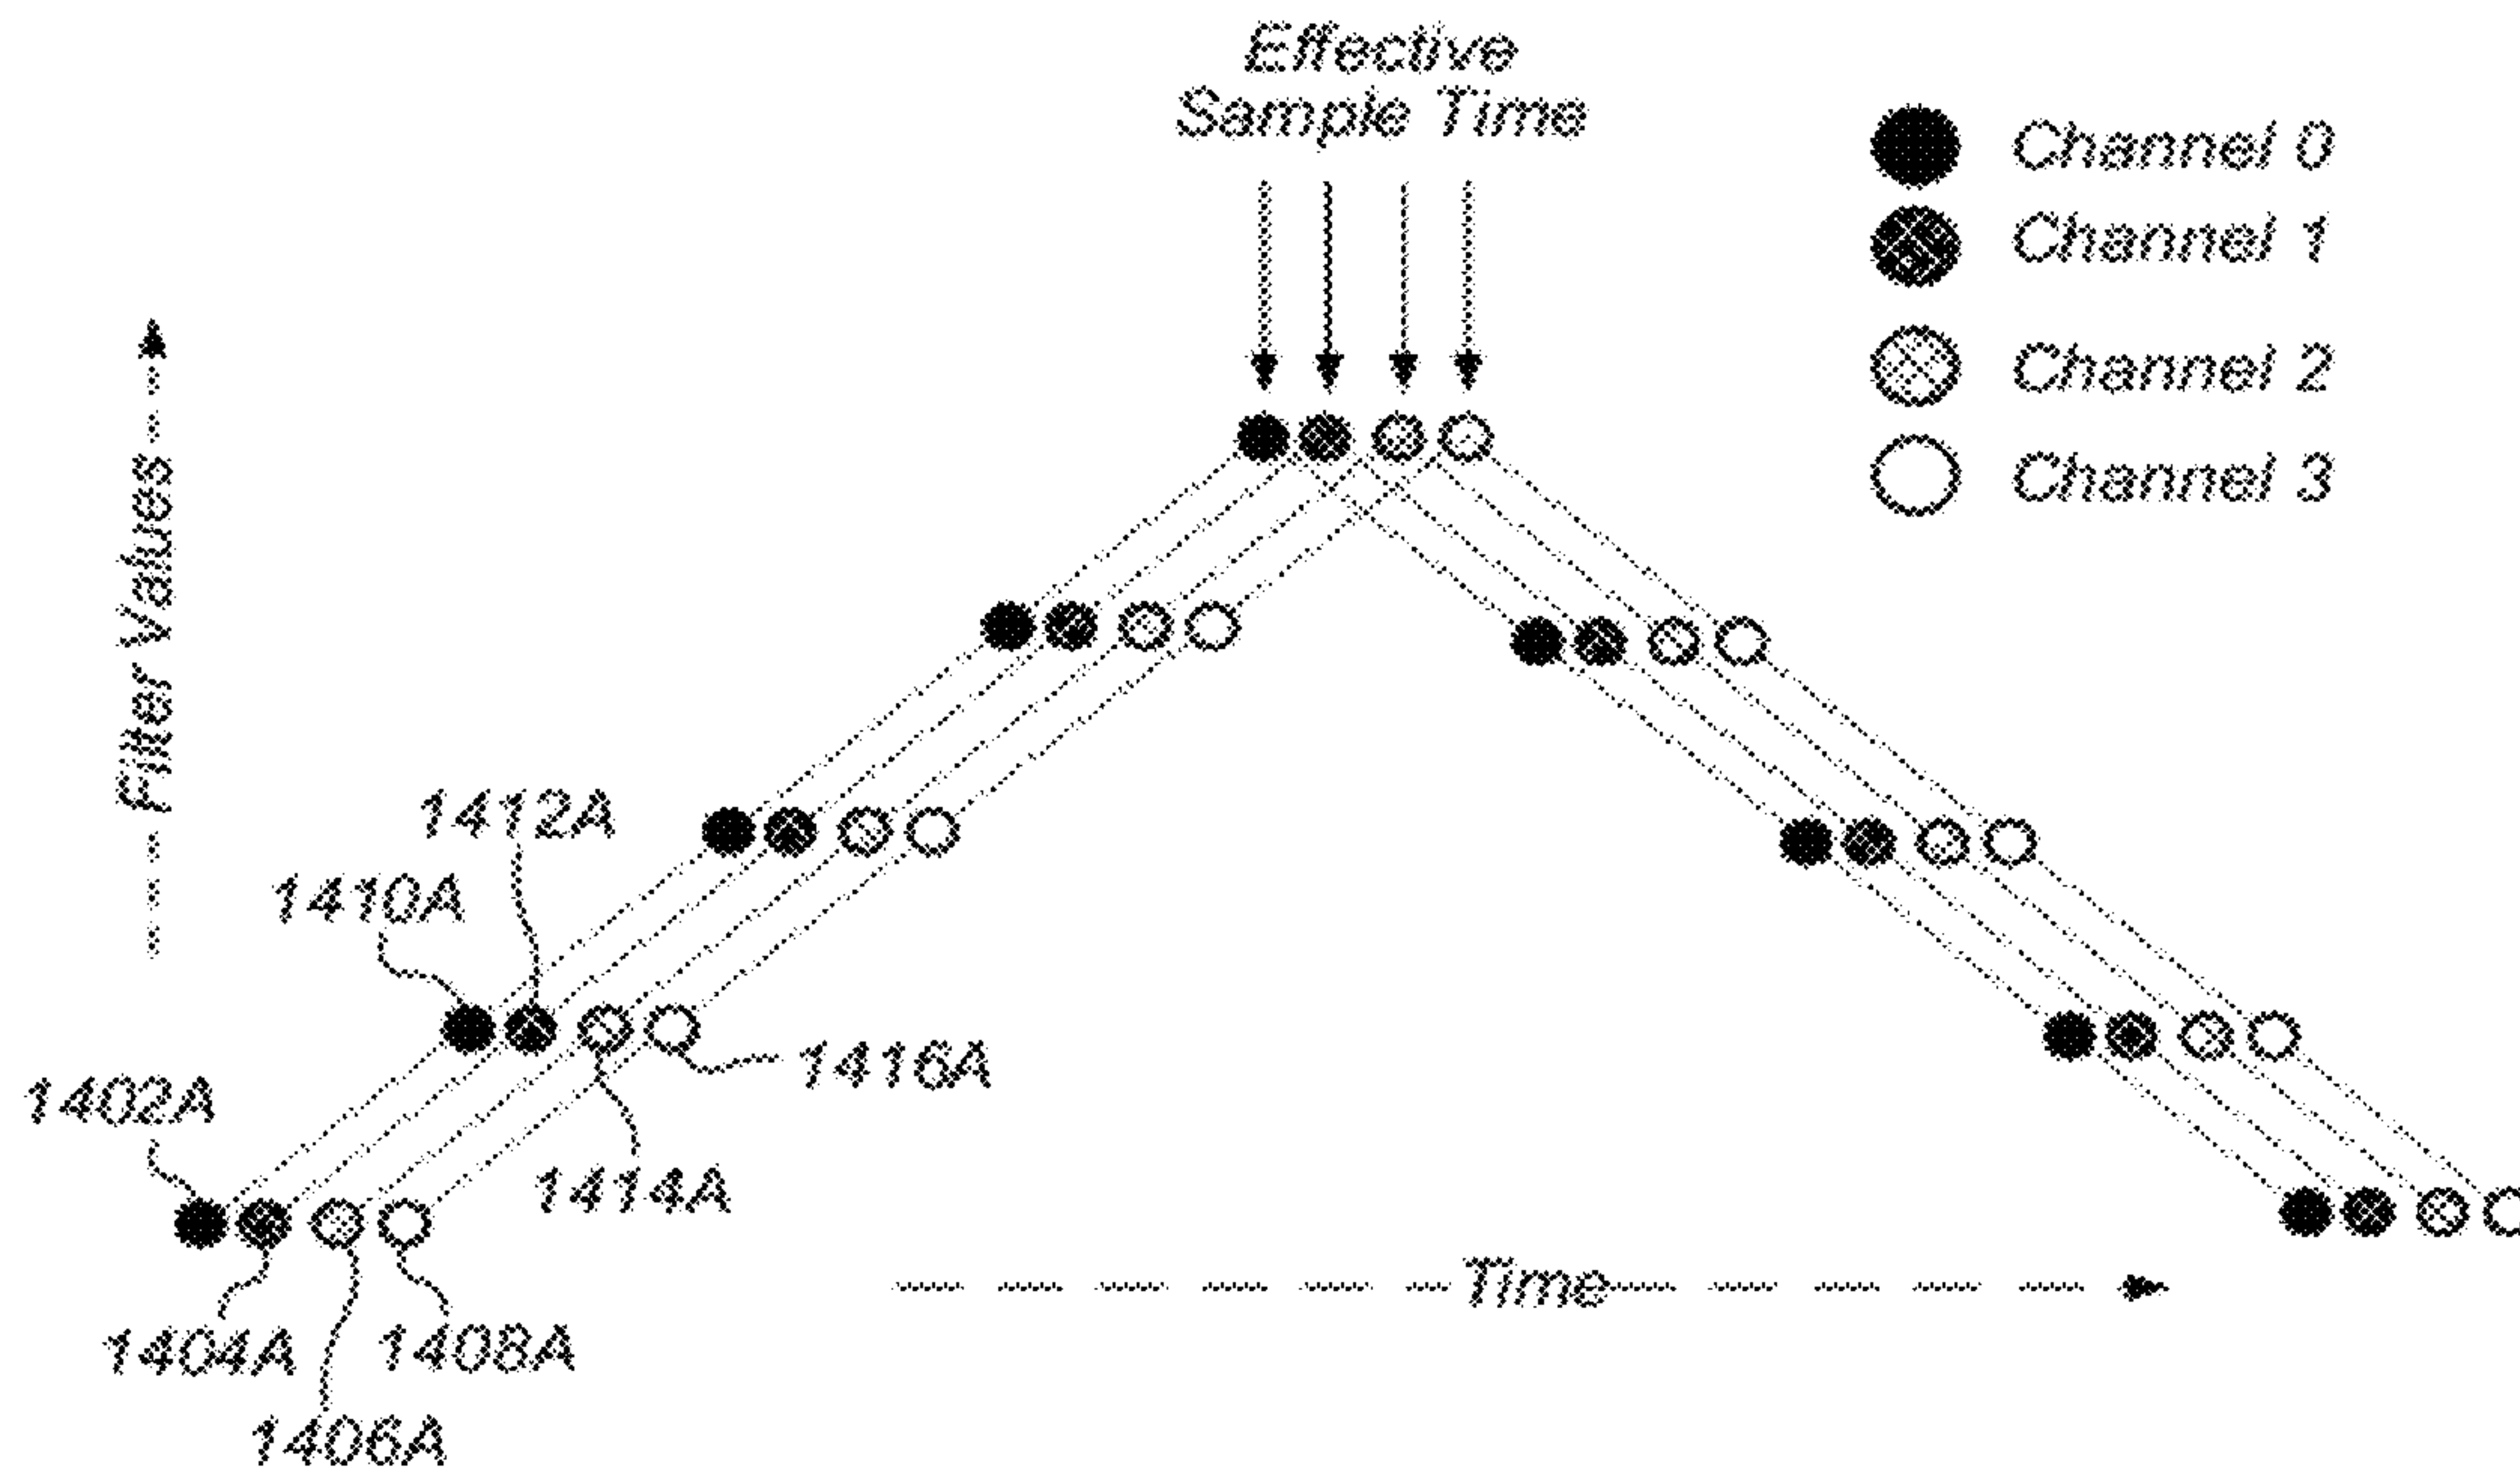 Effective
Sample Time
Channel 0
Channel 1
Channel 2
Channel 3
Filter Values
1412A
1410A
1416A
1402A
1414A
Time
1404A
1408A
1406A